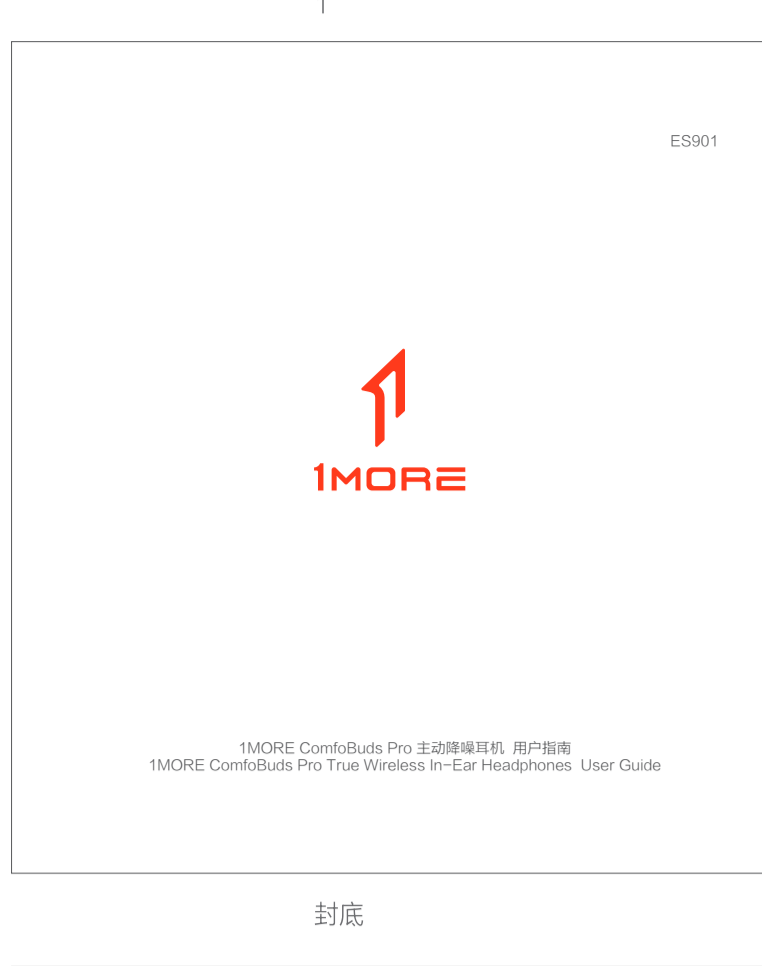 ES901
1MORE
1MORE ComfoBuds Pro 主动降噪耳机 用户指南
1MORE ComfoBuds Pro True Wireless In-Ear Headphones User Guide
封底